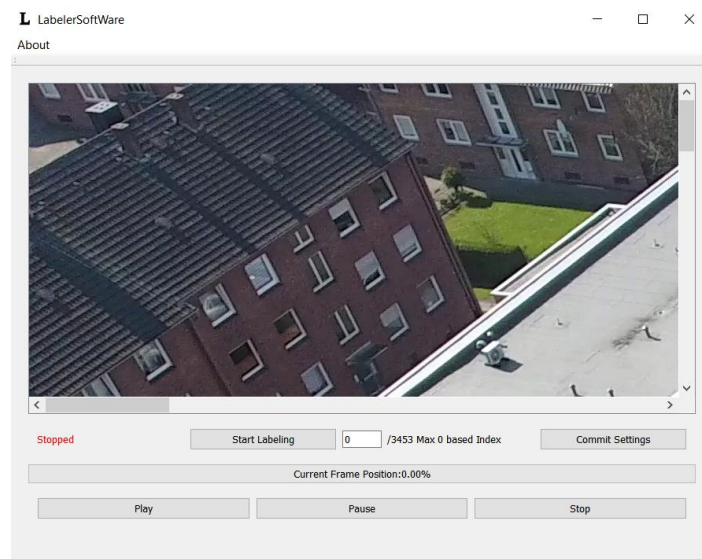 L LabelerSoftWare
About
Stopped
Start Labeling
0
/3453 Max 0 based Index
Commit Settings
Current Frame Position:0.00%
Play
Pause
Stop